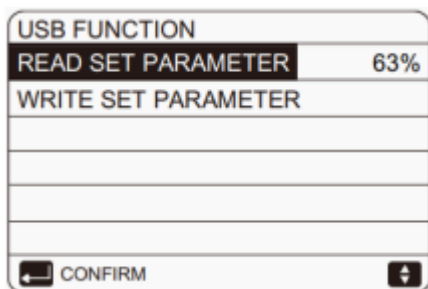 USB FUNCTION
READ SET PARAMETER 63%
WRITE SET PARAMETER
CONFIRM